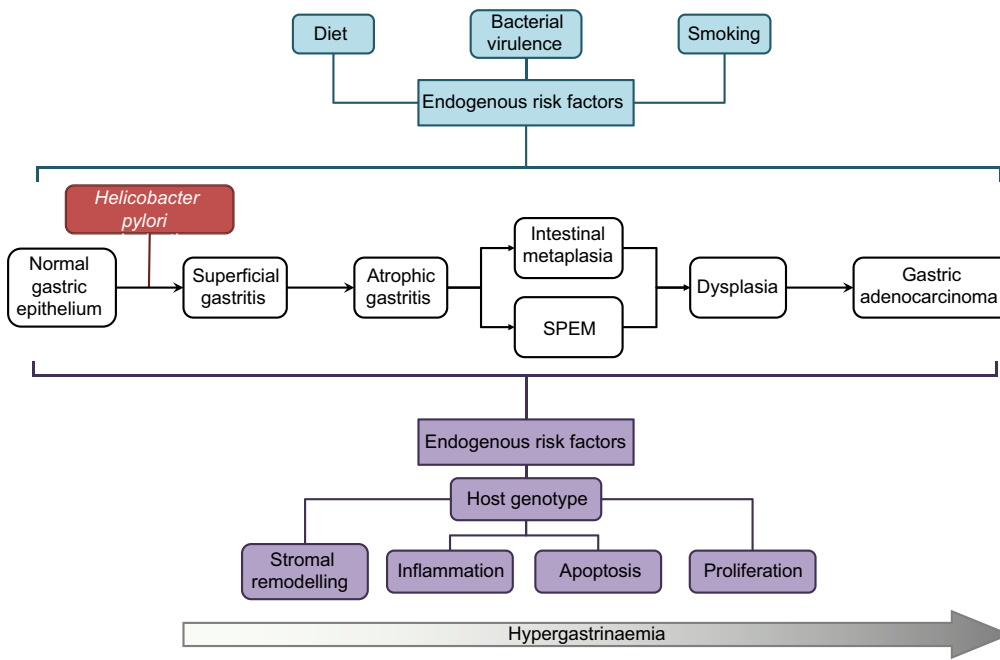 Diet
Bacterial
virulence
Smoking
Endogenous risk factors
Helicobacter
pylori
Normal
gastric
epithelium
Superficial
gastritis
Atrophic
gastritis
Intestinal
metaplasia
SPEM
Dysplasia
Gastric
adenocarcinoma
Endogenous risk factors
Host genotype
Stromal
remodelling
Inflammation
Apoptosis
Proliferation
Hypergastrinaemia